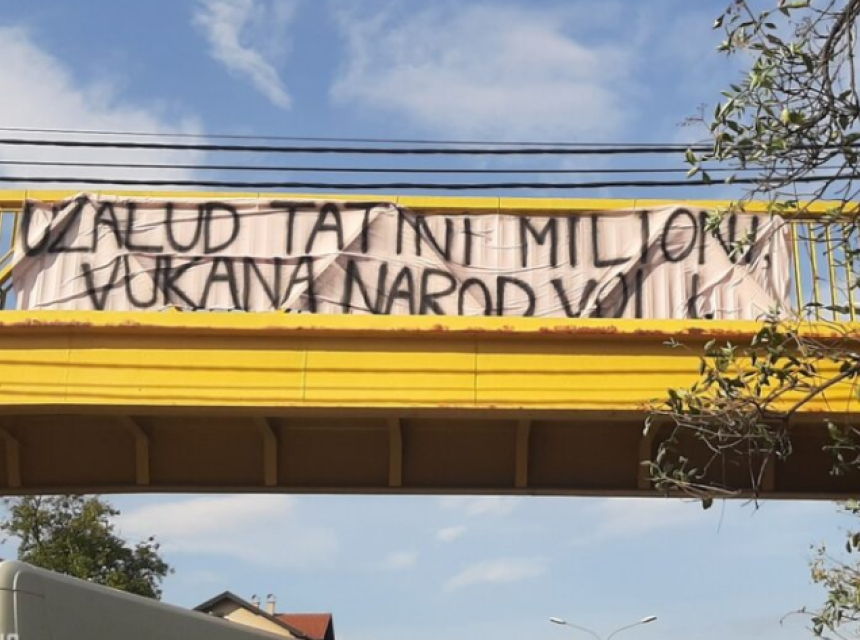 UZALUD TATINI MILIONI,
VUKANA NAROD VOLI